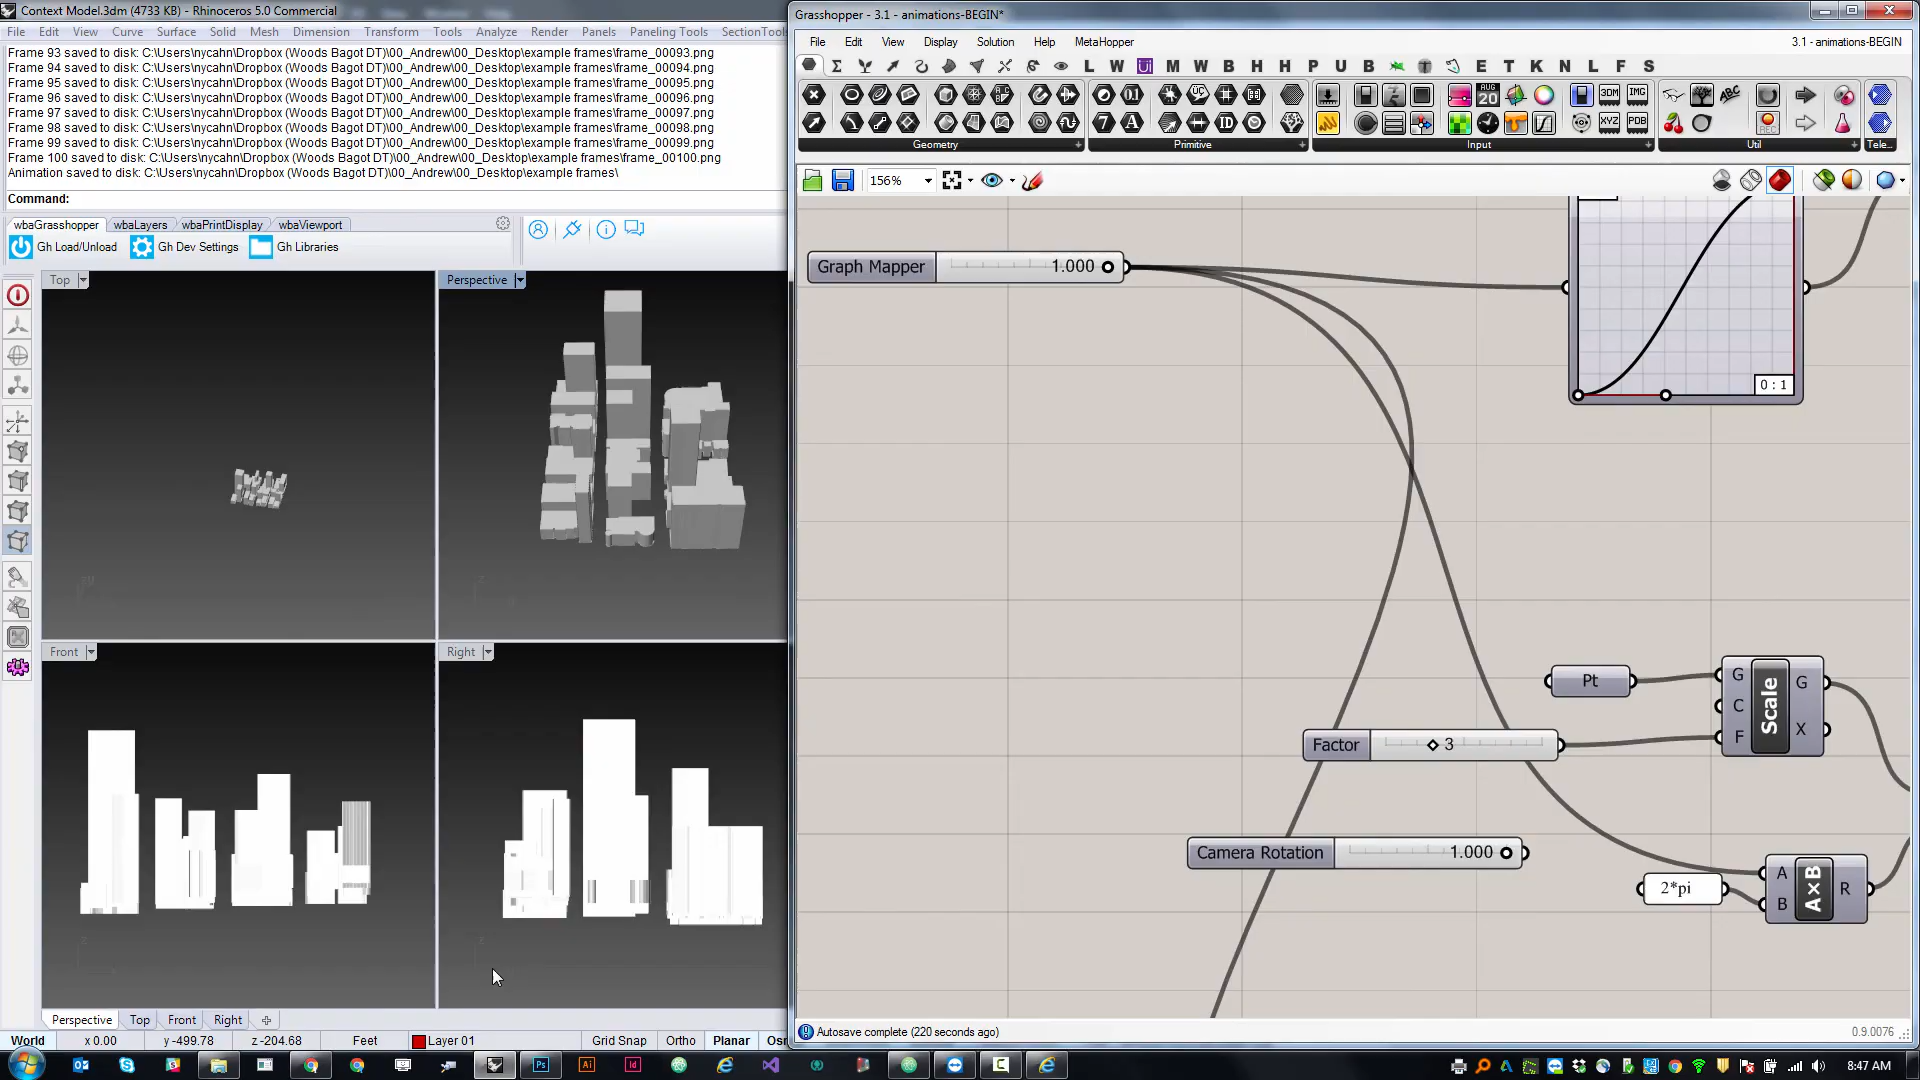 Context Model.3dm (4733 KB) - Rhinoceros 5.0 Commercial
File Edit View Curve Surface Solid Mesh Dimension Transform Tools Analyze Render Panels Paneling Tools SectionTools
Frame 93 saved to disk: C:\Users\nycahn\Dropbox (Woods Bagot DT)\00_Andrew\00_Desktop\example frames\frame_00093.png
Frame 94 saved to disk: C:\Users\nycahn\Dropbox (Woods Bagot DT)\00_Andrew\00_Desktop\example frames\frame_00094.png
Frame 95 saved to disk: C:\Users\nycahn\Dropbox (Woods Bagot DT)\00_Andrew\00_Desktop\example frames\frame_00095.png
Frame 96 saved to disk: C:\Users\nycahn\Dropbox (Woods Bagot DT)\00_Andrew\00_Desktop\example frames\frame_00096.png
Frame 97 saved to disk: C:\Users\nycahn\Dropbox (Woods Bagot DT)\00_Andrew\00_Desktop\example frames\frame_00097.png
Frame 98 saved to disk: C:\Users\nycahn\Dropbox (Woods Bagot DT)\00_Andrew\00_Desktop\example frames\frame_00098.png
Frame 99 saved to disk: C:\Users\nycahn\Dropbox (Woods Bagot DT)\00_Andrew\00_Desktop\example frames\frame_00099.png
Frame 100 saved to disk: C:\Users\nycahn\Dropbox (Woods Bagot DT)\00_Andrew\00_Desktop\example frames\frame_00100.png
Animation saved to disk: C:\Users\nycahn\Dropbox (Woods Bagot DT)\00_Andrew\00_Desktop\example frames\
Command:
wbaGrasshopper wbaLayers wbaPrintDisplay wbaViewport
Gh Load/Unload Gh Dev Settings Gh Libraries
Top
Perspective
Front
Right
Perspective Top Front Right
World x 0.00 y -499.78 z -204.68 Feet Layer 01 Grid Snap Ortho Planar
Grasshopper - 3.1 - animations-BEGIN*
File Edit View Display Solution Help MetaHopper
3.1 - animations-BEGIN
L W Ui M W B H H P U B E T K N L F S
Geometry Primitive Input Util Tele...
156%
Graph Mapper 1.000
0 : 1
Pt
G C F Scale G X
Factor 3
Camera Rotation 1.000
2*pi
A B A×B R
Autosave complete (220 seconds ago)
0.9.0076
8:47 AM